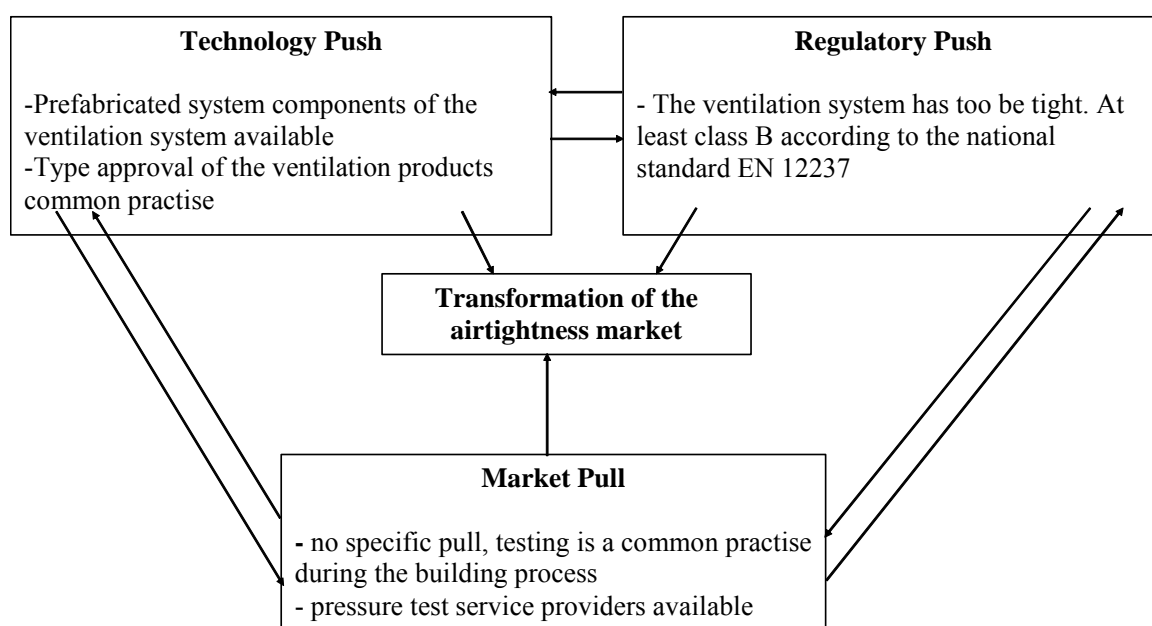 Technology Push
-Prefabricated system components of the
ventilation system available
-Type approval of the ventilation products
common practise
Regulatory Push
- The ventilation system has too be tight. At
least class B according to the national
standard EN 12237
Transformation of the
airtightness market
Market Pull
- no specific pull, testing is a common practise
during the building process
- pressure test service providers available